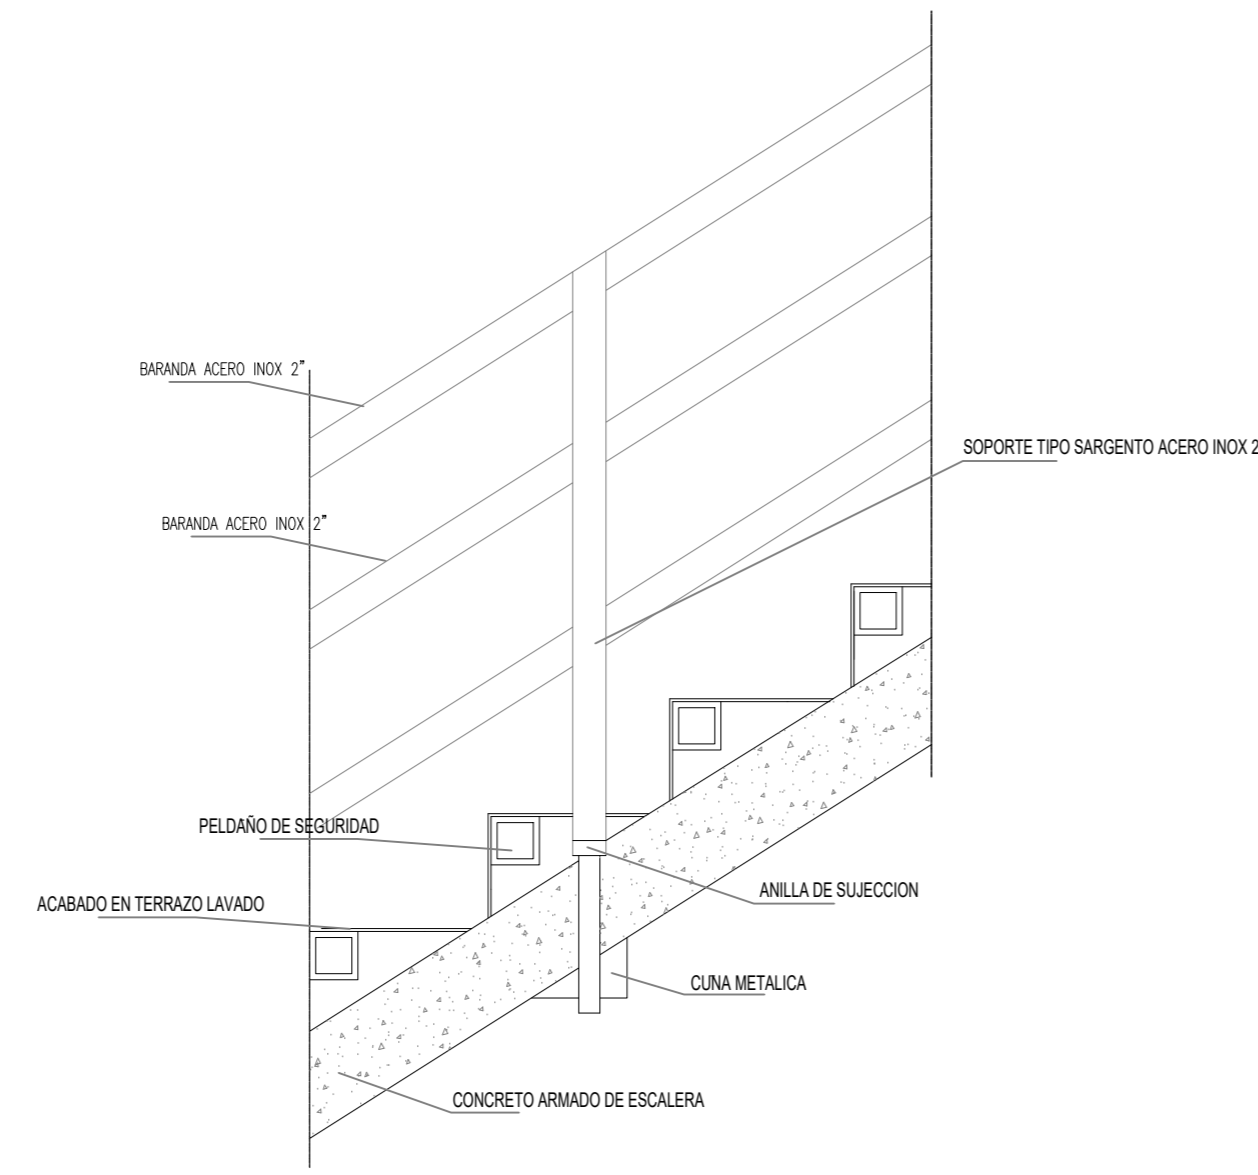 BARANDA ACERO INOX 2"
SOPORTE TIPO SARGENTO ACERO INOX 2
BARANDA ACERO INOX 2"
PELDAÑO DE SEGURIDAD
ANILLA DE SUJECCION
ACABADO EN TERRAZO LAVADO
CUÑA METALICA
CONCRETO ARMADO DE ESCALERA